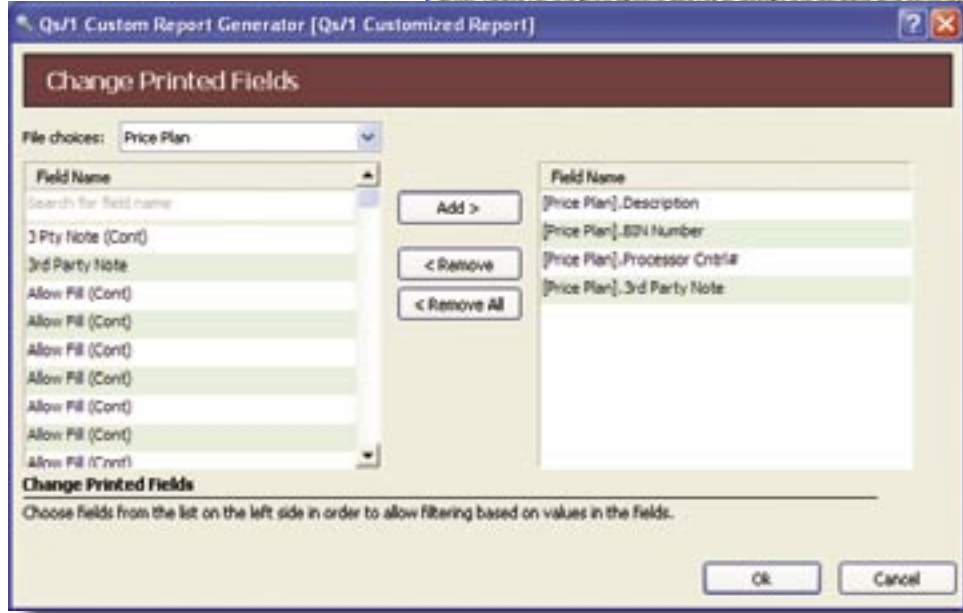 Qs/1 Custom Report Generator [Qs/1 Customized Report]
Change Printed Fields
File choices: Price Plan
Field Name
Search for field name
3 Pty Note (Cont)
3rd Party Note
Allow Fill (Cont)
Allow Fill (Cont)
Allow Fill (Cont)
Allow Fill (Cont)
Allow Fill (Cont)
Allow Fill (Cont)
Allow Fill (Cont)
Add >
< Remove
< Remove All
Field Name
[Price Plan].Description
[Price Plan].BIN Number
[Price Plan].Processor Cntrl#
[Price Plan].3rd Party Note
Change Printed Fields
Choose fields from the list on the left side in order to allow filtering based on values in the fields.
Ok
Cancel